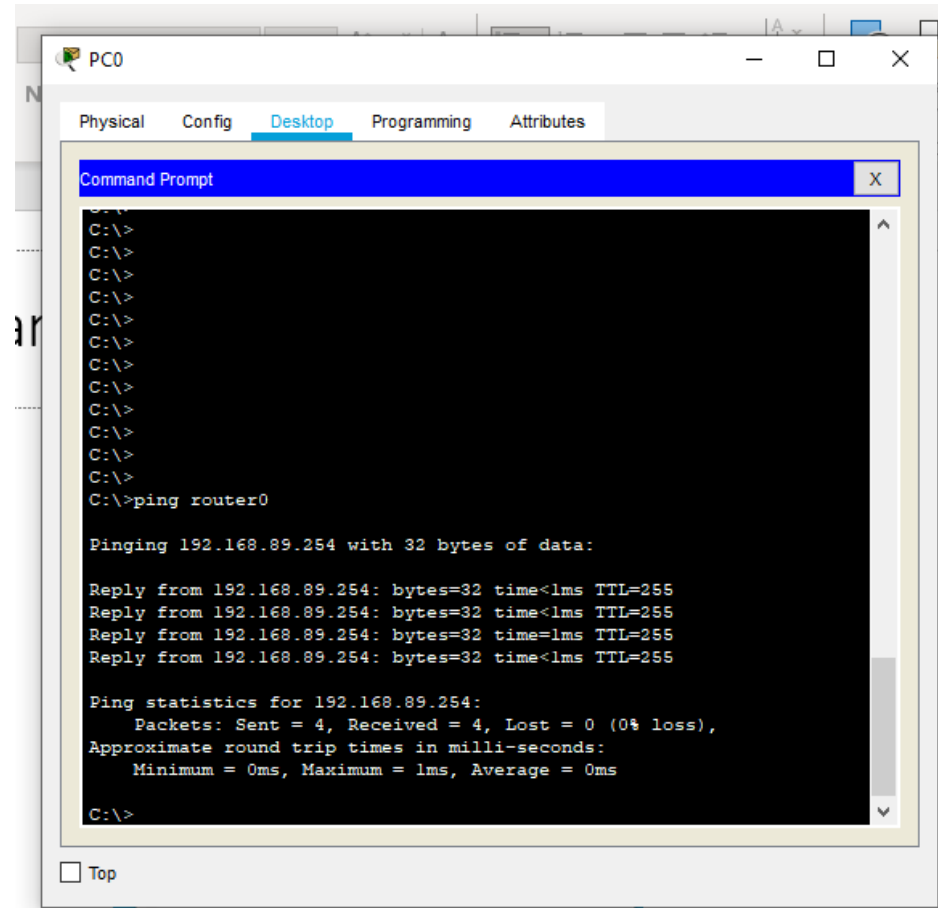 PC0
N
Physical Config Desktop Programming Attributes
Command Prompt X
C:\>
C:\>
C:\>
C:\>
C:\>
C:\>
C:\>
C:\>
C:\>
C:\>
C:\>
C:\>
ar
C:\>ping router0
Pinging 192.168.89.254 with 32 bytes of data:
Reply from 192.168.89.254: bytes=32 time<1ms TTL=255
Reply from 192.168.89.254: bytes=32 time<1ms TTL=255
Reply from 192.168.89.254: bytes=32 time=1ms TTL=255
Reply from 192.168.89.254: bytes=32 time<1ms TTL=255
Ping statistics for 192.168.89.254:
Packets: Sent = 4, Received = 4, Lost = 0 (0% loss),
Approximate round trip times in milli-seconds:
Minimum = 0ms, Maximum = 1ms, Average = 0ms
C:\>
Top